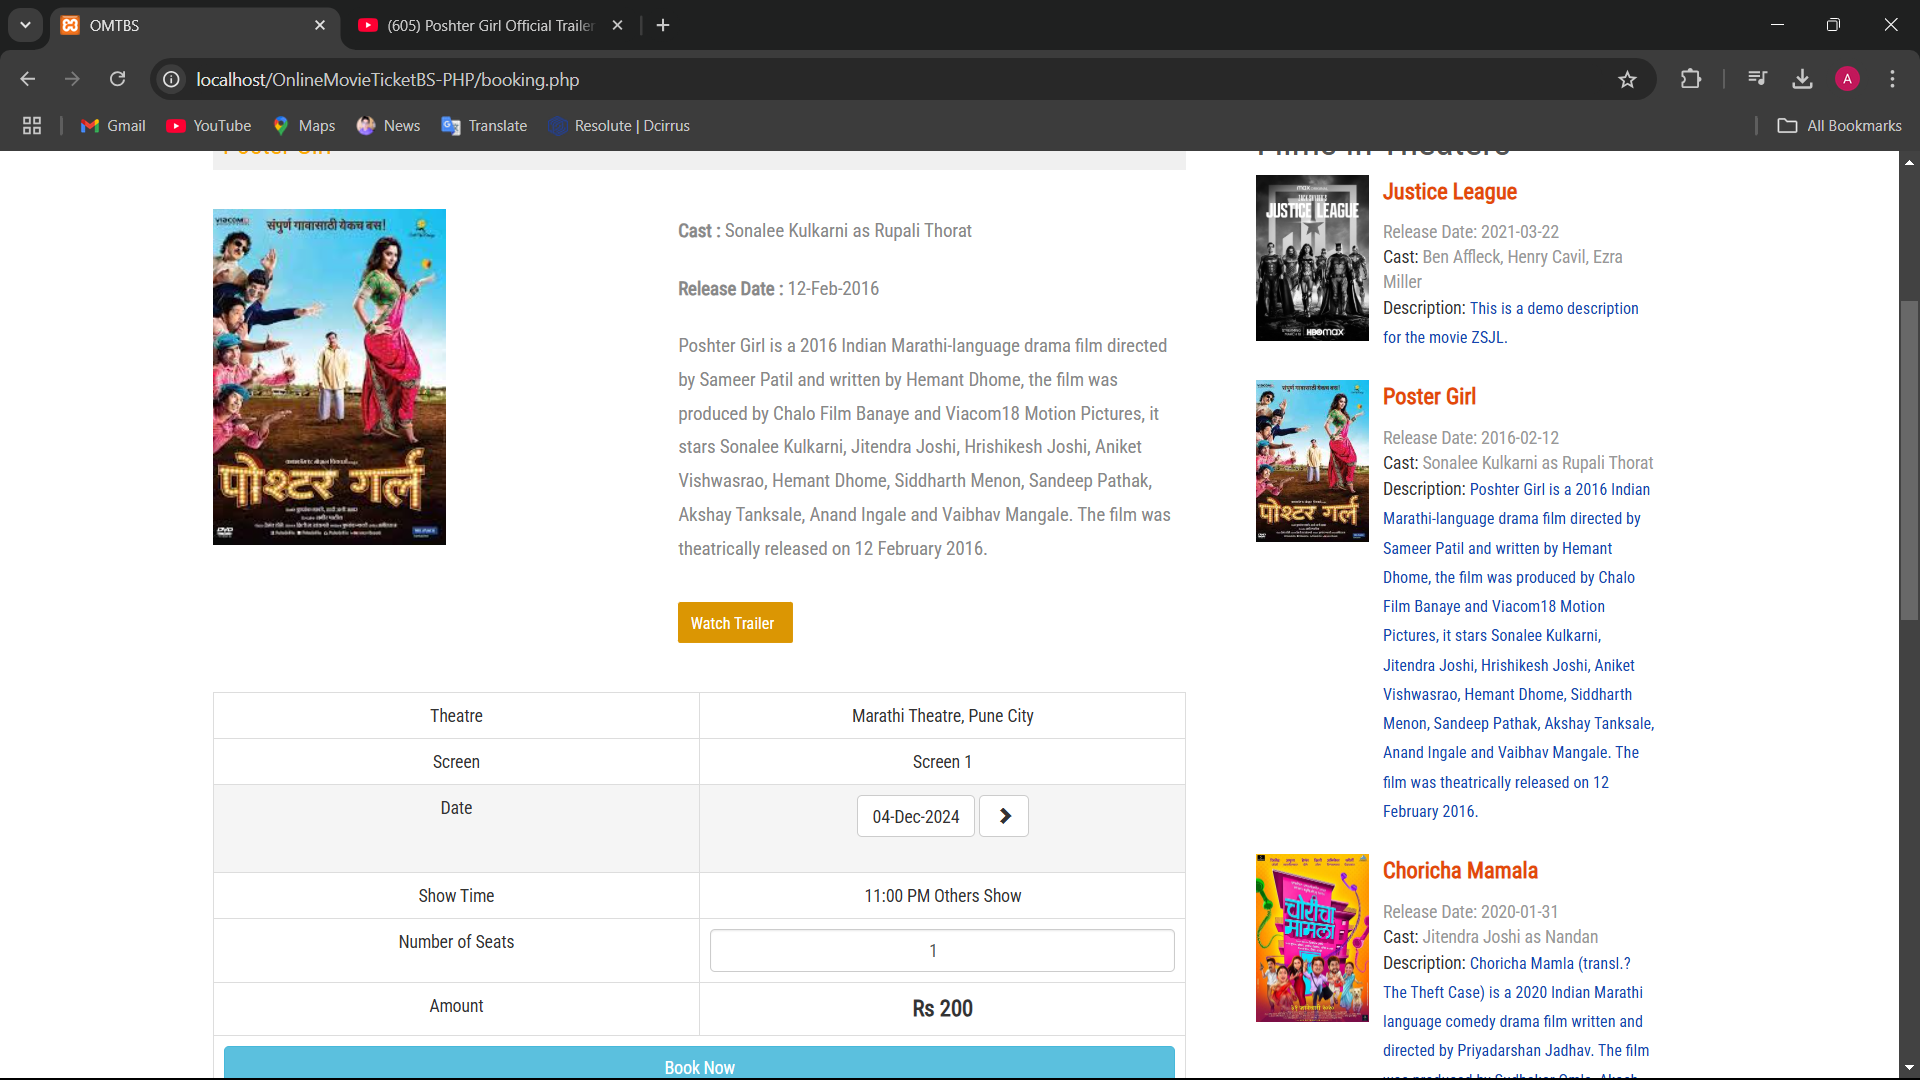 OMTBS
(605) Poshter Girl Official Trailer
localhost/OnlineMovieTicketBS-PHP/booking.php
A
Gmail
YouTube
Maps
News
Translate
Resolute | Dcirrus
All Bookmarks
Poster Girl
संपुर्ण गावासाठी येकच बस!
पोश्टर गर्ल
Cast : Sonalee Kulkarni as Rupali Thorat
Release Date : 12-Feb-2016
Poshter Girl is a 2016 Indian Marathi-language drama film directed
by Sameer Patil and written by Hemant Dhome, the film was
produced by Chalo Film Banaye and Viacom18 Motion Pictures, it
stars Sonalee Kulkarni, Jitendra Joshi, Hrishikesh Joshi, Aniket
Vishwasrao, Hemant Dhome, Siddharth Menon, Sandeep Pathak,
Akshay Tanksale, Anand Ingale and Vaibhav Mangale. The film was
theatrically released on 12 February 2016.
Watch Trailer
Theatre
Marathi Theatre, Pune City
Screen
Screen 1
Date
04-Dec-2024
Show Time
11:00 PM Others Show
Number of Seats
1
Amount
Rs 200
Book Now
Films in Theaters
JUSTICE LEAGUE
HBOmax
Justice League
Release Date: 2021-03-22
Cast: Ben Affleck, Henry Cavil, Ezra
Miller
Description: This is a demo description
for the movie ZSJL.
पोश्टर गर्ल
Poster Girl
Release Date: 2016-02-12
Cast: Sonalee Kulkarni as Rupali Thorat
Description: Poshter Girl is a 2016 Indian
Marathi-language drama film directed by
Sameer Patil and written by Hemant
Dhome, the film was produced by Chalo
Film Banaye and Viacom18 Motion
Pictures, it stars Sonalee Kulkarni,
Jitendra Joshi, Hrishikesh Joshi, Aniket
Vishwasrao, Hemant Dhome, Siddharth
Menon, Sandeep Pathak, Akshay Tanksale,
Anand Ingale and Vaibhav Mangale. The
film was theatrically released on 12
February 2016.
चोरीचा
मामला
Choricha Mamala
Release Date: 2020-01-31
Cast: Jitendra Joshi as Nandan
Description: Choricha Mamla (transl.?
The Theft Case) is a 2020 Indian Marathi
language comedy drama film written and
directed by Priyadarshan Jadhav. The film